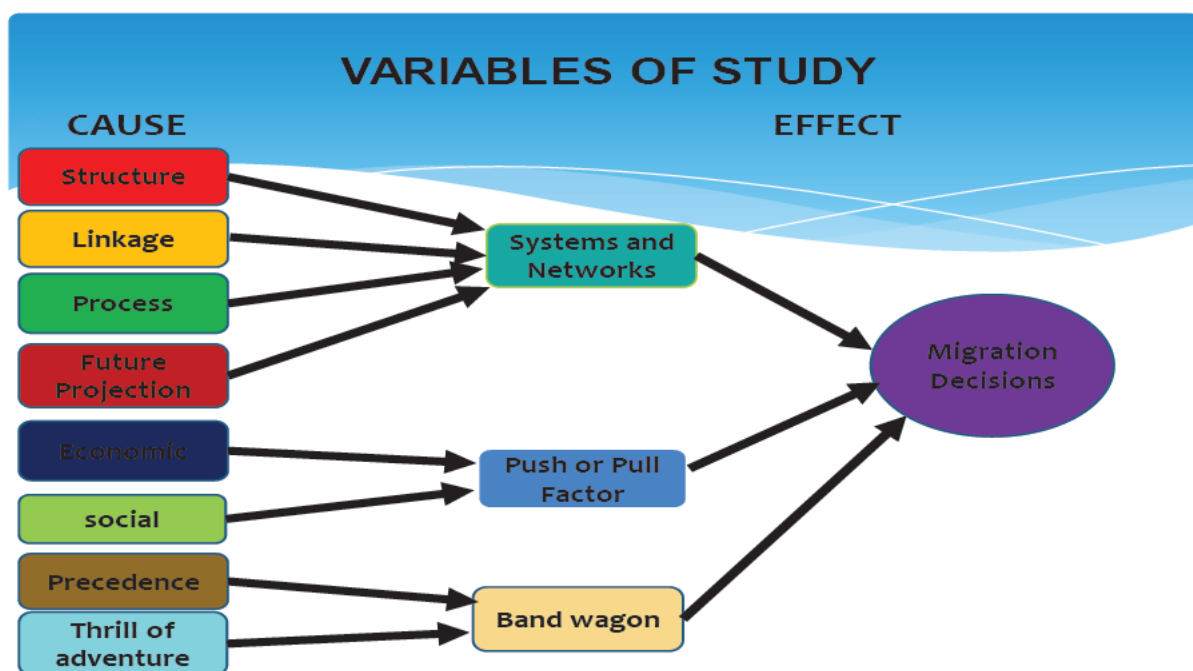 VARIABLES OF STUDY
CAUSE
EFFECT
Structure
Linkage
Process
Future
Projection
Economic
social
Precedence
Thrill of
adventure
Systems and
Networks
Push or Pull
Factor
Band wagon
Migration
Decisions